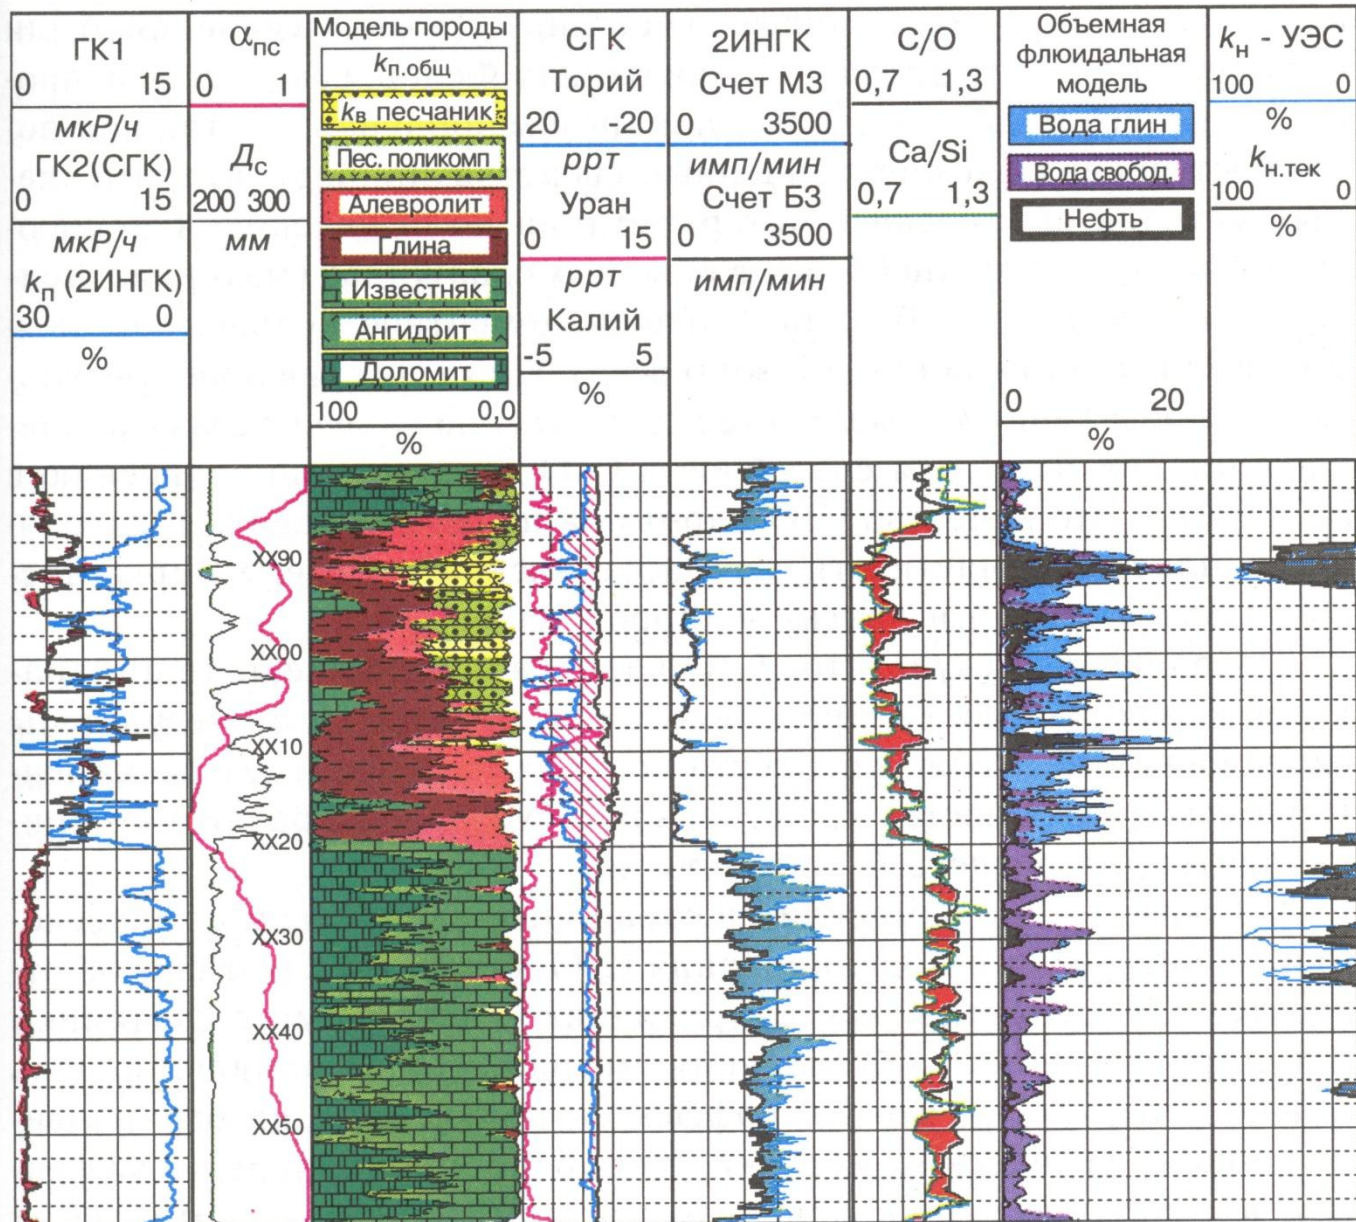 ГК1
0 15
мкР/ч
ГК2(СГК)
0 15
мкР/ч
kп (2ИНГК)
30 0
%
αпс
0 1
Дс
200 300
мм
Модель породы
kп.общ
kв песчаник
Пес. поликомп
Алевролит
Глина
Известняк
Ангидрит
Доломит
100 0,0
%
СГК
Торий
20 -20
ppт
Уран
0 15
ppт
Калий
-5 5
%
2ИНГК
Счет МЗ
0 3500
имп/мин
Счет БЗ
0 3500
имп/мин
С/О
0,7 1,3
Ca/Si
0,7 1,3
Объемная
флюидальная
модель
Вода глин
Вода свобод.
Нефть
0 20
%
kн - УЭС
100 0
%
kн.тек
100 0
%
XX90
XX00
XX10
XX20
XX30
XX40
XX50